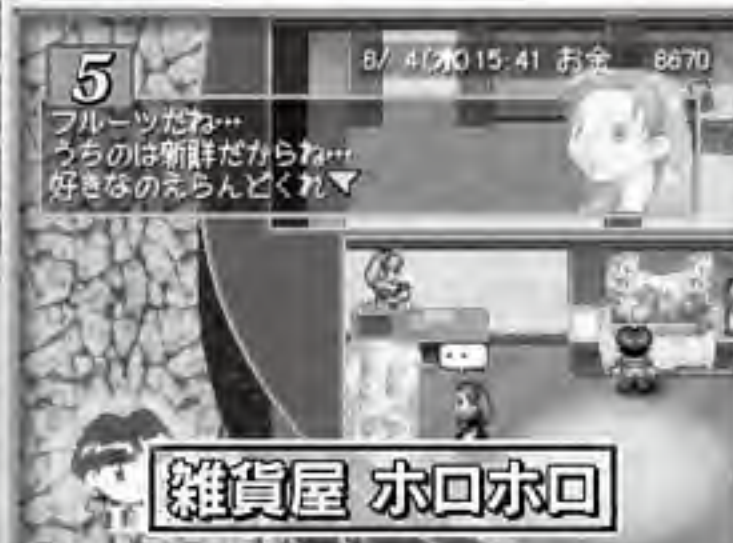 5
8/ 4(水)15:41 お金 8670
フルーツだね…
うちのは新鮮だからね…
好きなのえらんどくれ▼
雑貨屋 ホロホロ